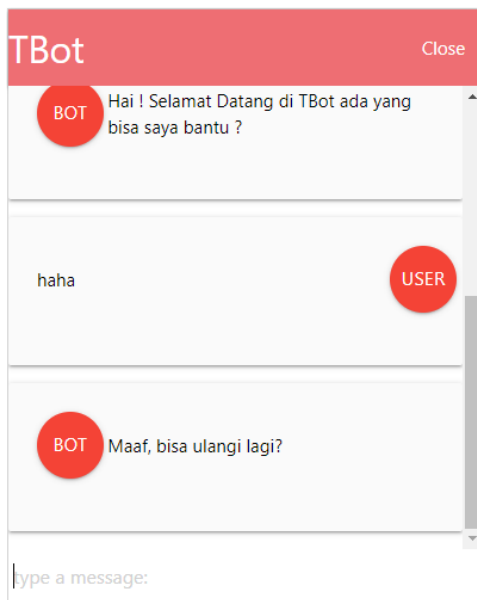 TBot
Close
BOT
Hai ! Selamat Datang di TBot ada yang
bisa saya bantu ?
haha
USER
BOT
Maaf, bisa ulangi lagi?
type a message: